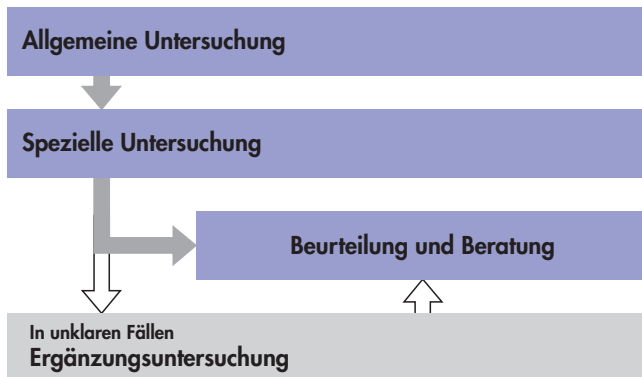 Allgemeine Untersuchung
Spezielle Untersuchung
Beurteilung und Beratung
In unklaren Fällen
Ergänzungsuntersuchung